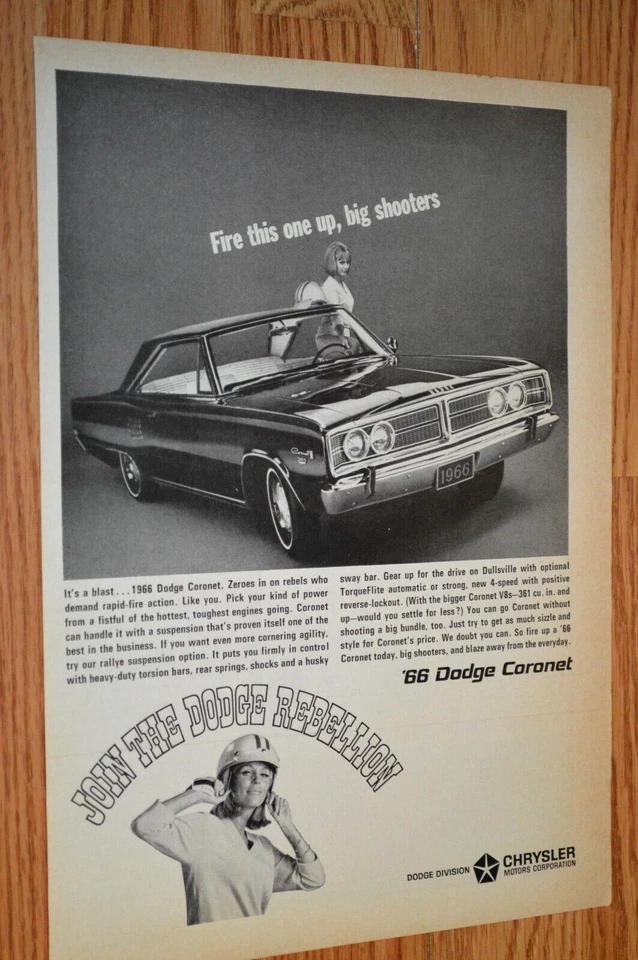 Fire this one up, big shooters
1966
It's a blast...1966 Dodge Coronet. Zeroes in on rebels who
demand rapid-fire action. Like you. Pick your kind of power
from a fistful of the hottest, toughest engines going. Coronet
can handle it with a suspension that's proven itself one of the
best in the business. If you want even more cornering agility,
try our rallye suspension option. It puts you firmly in control
with heavy-duty torsion bars, rear springs, shocks and a husky
sway bar. Gear up for the drive on Dullsville with optional
TorqueFlite automatic or strong, new 4-speed with positive
reverse-lockout. (With the bigger Coronet V8s—361 cu. in. and
up—would you settle for less?) You can go Coronet without
shooting a big bundle, too. Just try to get as much sizzle and
style for Coronet's price. We doubt you can. So fire up a '66
Coronet today, big shooters, and blaze away from the everyday.
'66 Dodge Coronet
JOIN THE DODGE REBELLION
DODGE DIVISION
CHRYSLER
MOTORS CORPORATION